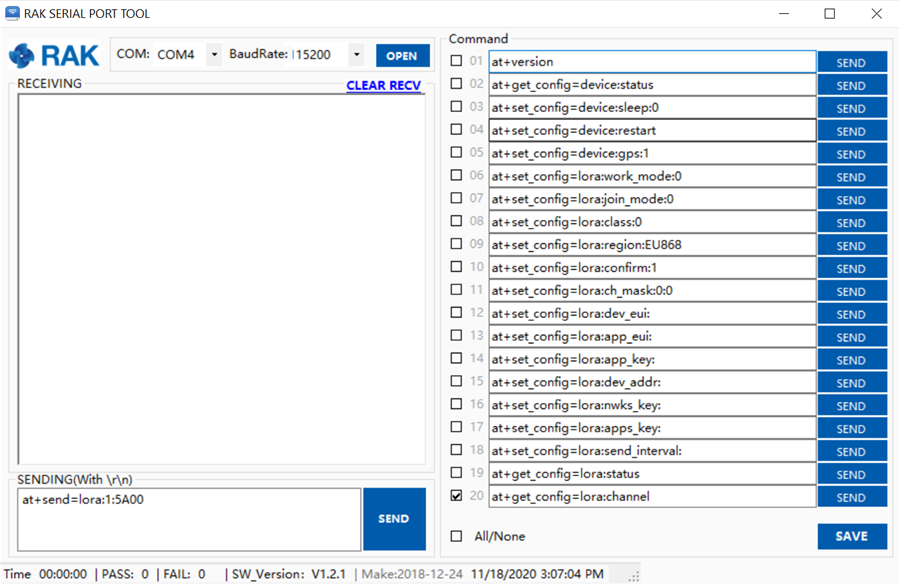 RAK SERIAL PORT TOOL
RAK
COM: COM4 BaudRate: 15200 OPEN
RECEIVING CLEAR RECV
SENDING(With \r\n)
at+send=lora:1:5A00
SEND
Command
01 at+version SEND
02 at+get_config=device:status SEND
03 at+set_config=device:sleep:0 SEND
04 at+set_config=device:restart SEND
05 at+set_config=device:gps:1 SEND
06 at+set_config=lora:work_mode:0 SEND
07 at+set_config=lora:join_mode:0 SEND
08 at+set_config=lora:class:0 SEND
09 at+set_config=lora:region:EU868 SEND
10 at+set_config=lora:confirm:1 SEND
11 at+set_config=lora:ch_mask:0:0 SEND
12 at+set_config=lora:dev_eui: SEND
13 at+set_config=lora:app_eui: SEND
14 at+set_config=lora:app_key: SEND
15 at+set_config=lora:dev_addr: SEND
16 at+set_config=lora:nwks_key: SEND
17 at+set_config=lora:apps_key: SEND
18 at+set_config=lora:send_interval: SEND
19 at+get_config=lora:status SEND
20 at+get_config=lora:channel SEND
All/None SAVE
Time 00:00:00 | PASS: 0 | FAIL: 0 | SW_Version: V1.2.1 | Make:2018-12-24 11/18/2020 3:07:04 PM